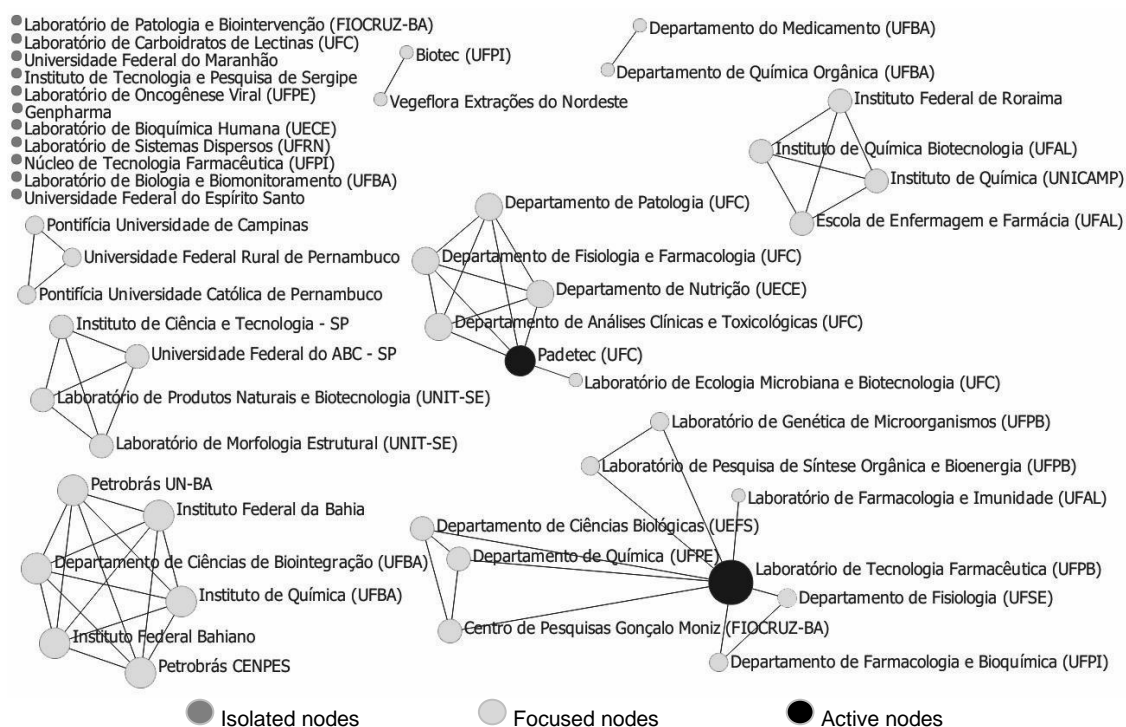 Laboratório de Patologia e Biointervenção (FIOCRUZ-BA)
Laboratório de Carboidratos de Lectinas (UFC)
Universidade Federal do Maranhão
Instituto de Tecnologia e Pesquisa de Sergipe
Laboratório de Oncogênese Viral (UFPE)
Genpharma
Laboratório de Bioquímica Humana (UECE)
Laboratório de Sistemas Dispersos (UFRN)
Núcleo de Tecnologia Farmacêutica (UFPI)
Laboratório de Biologia e Biomonitoramento (UFBA)
Universidade Federal do Espírito Santo
Biotec (UFPI)
Vegeflora Extrações do Nordeste
Departamento do Medicamento (UFBA)
Departamento de Química Orgânica (UFBA)
Instituto Federal de Roraima
Instituto de Química Biotecnologia (UFAL)
Instituto de Química (UNICAMP)
Escola de Enfermagem e Farmácia (UFAL)
Pontifícia Universidade de Campinas
Universidade Federal Rural de Pernambuco
Pontifícia Universidade Católica de Pernambuco
Departamento de Patologia (UFC)
Departamento de Fisiologia e Farmacologia (UFC)
Departamento de Nutrição (UECE)
Departamento de Análises Clínicas e Toxicológicas (UFC)
Padetec (UFC)
Laboratório de Ecologia Microbiana e Biotecnologia (UFC)
Instituto de Ciência e Tecnologia - SP
Universidade Federal do ABC - SP
Laboratório de Produtos Naturais e Biotecnologia (UNIT-SE)
Laboratório de Morfologia Estrutural (UNIT-SE)
Laboratório de Genética de Microorganismos (UFPB)
Laboratório de Pesquisa de Síntese Orgânica e Bioenergia (UFPB)
Laboratório de Farmacologia e Imunidade (UFAL)
Departamento de Ciências Biológicas (UEFS)
Departamento de Química (UFPE)
Laboratório de Tecnologia Farmacêutica (UFPB)
Departamento de Fisiologia (UFSE)
Centro de Pesquisas Gonçalo Moniz (FIOCRUZ-BA)
Departamento de Farmacologia e Bioquímica (UFPI)
Petrobrás UN-BA
Instituto Federal da Bahia
Departamento de Ciências de Biointegração (UFBA)
Instituto de Química (UFBA)
Instituto Federal Bahiano
Petrobrás CENPES
Isolated nodes
Focused nodes
Active nodes